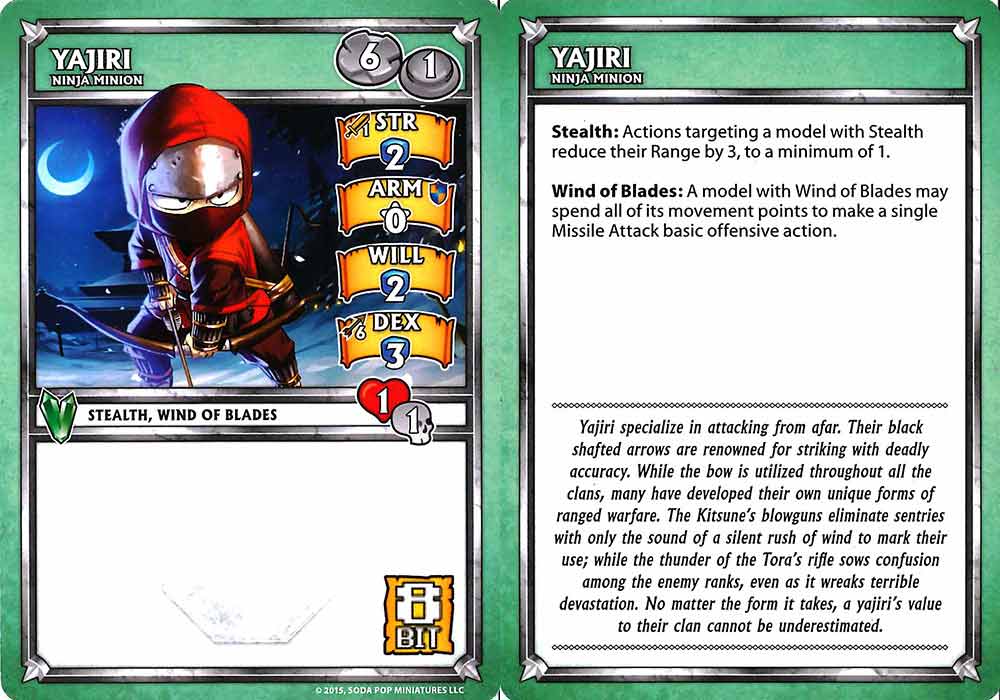 YAJIRI
NINJA MINION
6
1
1 STR
2
ARM
0
WILL
2
6 DEX
3
STEALTH, WIND OF BLADES
1
1
8
BIT
© 2015, SODA POP MINIATURES LLC
YAJIRI
NINJA MINION
Stealth: Actions targeting a model with Stealth
reduce their Range by 3, to a minimum of 1.
Wind of Blades: A model with Wind of Blades may
spend all of its movement points to make a single
Missile Attack basic offensive action.
Yajiri specialize in attacking from afar. Their black
shafted arrows are renowned for striking with deadly
accuracy. While the bow is utilized throughout all the
clans, many have developed their own unique forms of
ranged warfare. The Kitsune's blowguns eliminate sentries
with only the sound of a silent rush of wind to mark their
use; while the thunder of the Tora's rifle sows confusion
among the enemy ranks, even as it wreaks terrible
devastation. No matter the form it takes, a yajiri's value
to their clan cannot be underestimated.